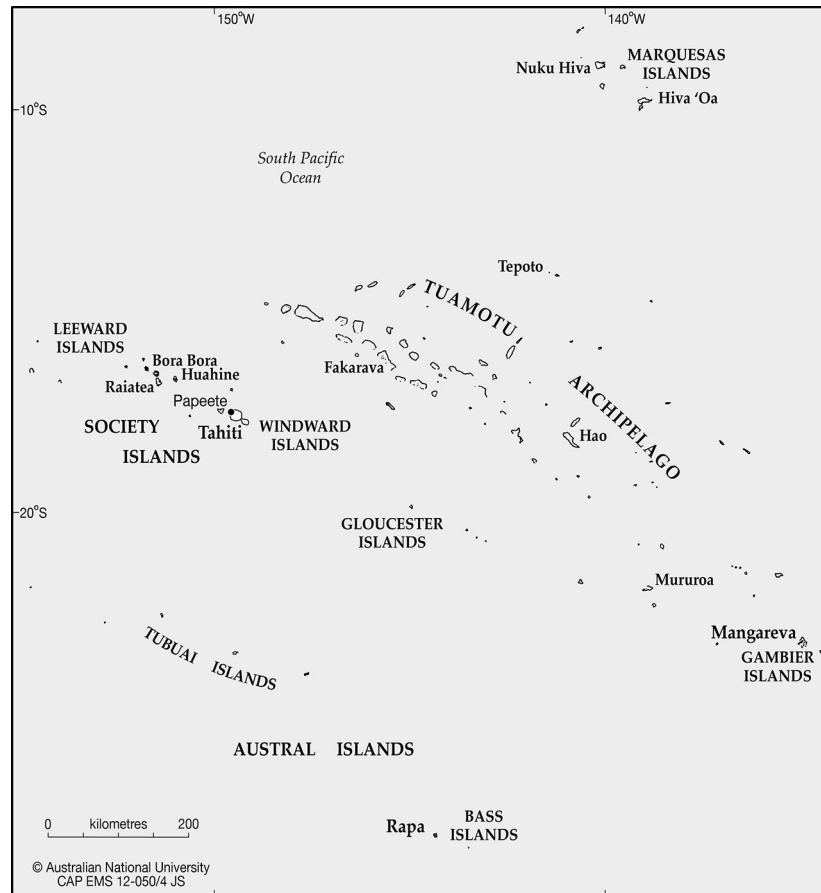 150°W
140°W
Nuku Hiva
MARQUESAS
ISLANDS
Hiva ‘Oa
10°S
South Pacific
Ocean
Tepoto
TUAMOTU
ARCHIPELAGO
LEEWARD
ISLANDS
Bora Bora
Raiatea
Huahine
Fakarava
Papeete
Tahiti
WINDWARD
ISLANDS
SOCIETY
ISLANDS
Hao
20°S
GLOUCESTER
ISLANDS
Mururoa
Mangareva
GAMBIER
ISLANDS
TUBUAI ISLANDS
AUSTRAL ISLANDS
Rapa
BASS
ISLANDS
0 kilometres 200
© Australian National University
CAP EMS 12-050/4 JS